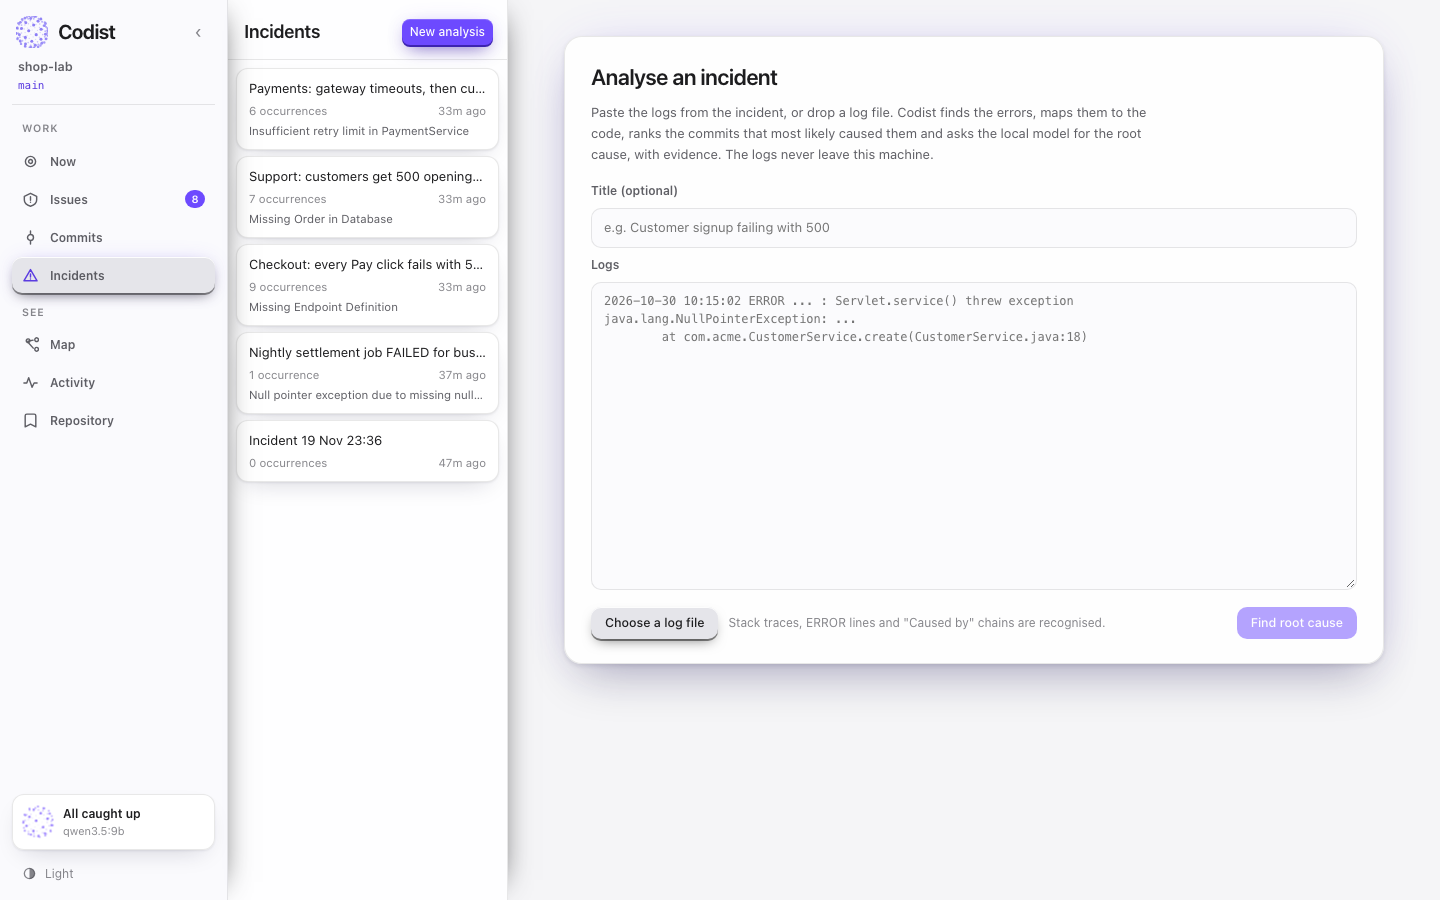 Codist
shop-lab
main
WORK
Now
Issues
8
Commits
Incidents
SEE
Map
Activity
Repository
All caught up
qwen3.5:9b
Light
Incidents
New analysis
Payments: gateway timeouts, then cu...
6 occurrences
33m ago
Insufficient retry limit in PaymentService
Support: customers get 500 opening...
7 occurrences
33m ago
Missing Order in Database
Checkout: every Pay click fails with 5...
9 occurrences
33m ago
Missing Endpoint Definition
Nightly settlement job FAILED for bus...
1 occurrence
37m ago
Null pointer exception due to missing null...
Incident 19 Nov 23:36
0 occurrences
47m ago
Analyse an incident
Paste the logs from the incident, or drop a log file. Codist finds the errors, maps them to the
code, ranks the commits that most likely caused them and asks the local model for the root
cause, with evidence. The logs never leave this machine.
Title (optional)
e.g. Customer signup failing with 500
Logs
2026-10-30 10:15:02 ERROR ... : Servlet.service() threw exception
java.lang.NullPointerException: ...
at com.acme.CustomerService.create(CustomerService.java:18)
Choose a log file
Stack traces, ERROR lines and "Caused by" chains are recognised.
Find root cause